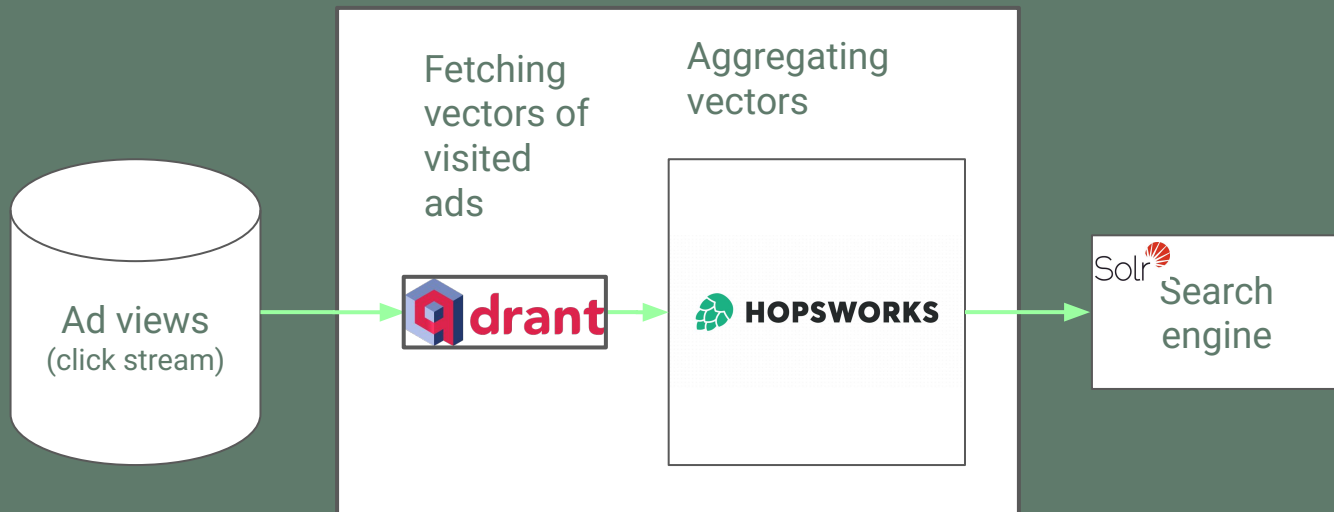 Fetching
vectors of
visited
ads
Aggregating
vectors
Ad views
(click stream)
qdrant
HOPSWORKS
Solr
Search
engine